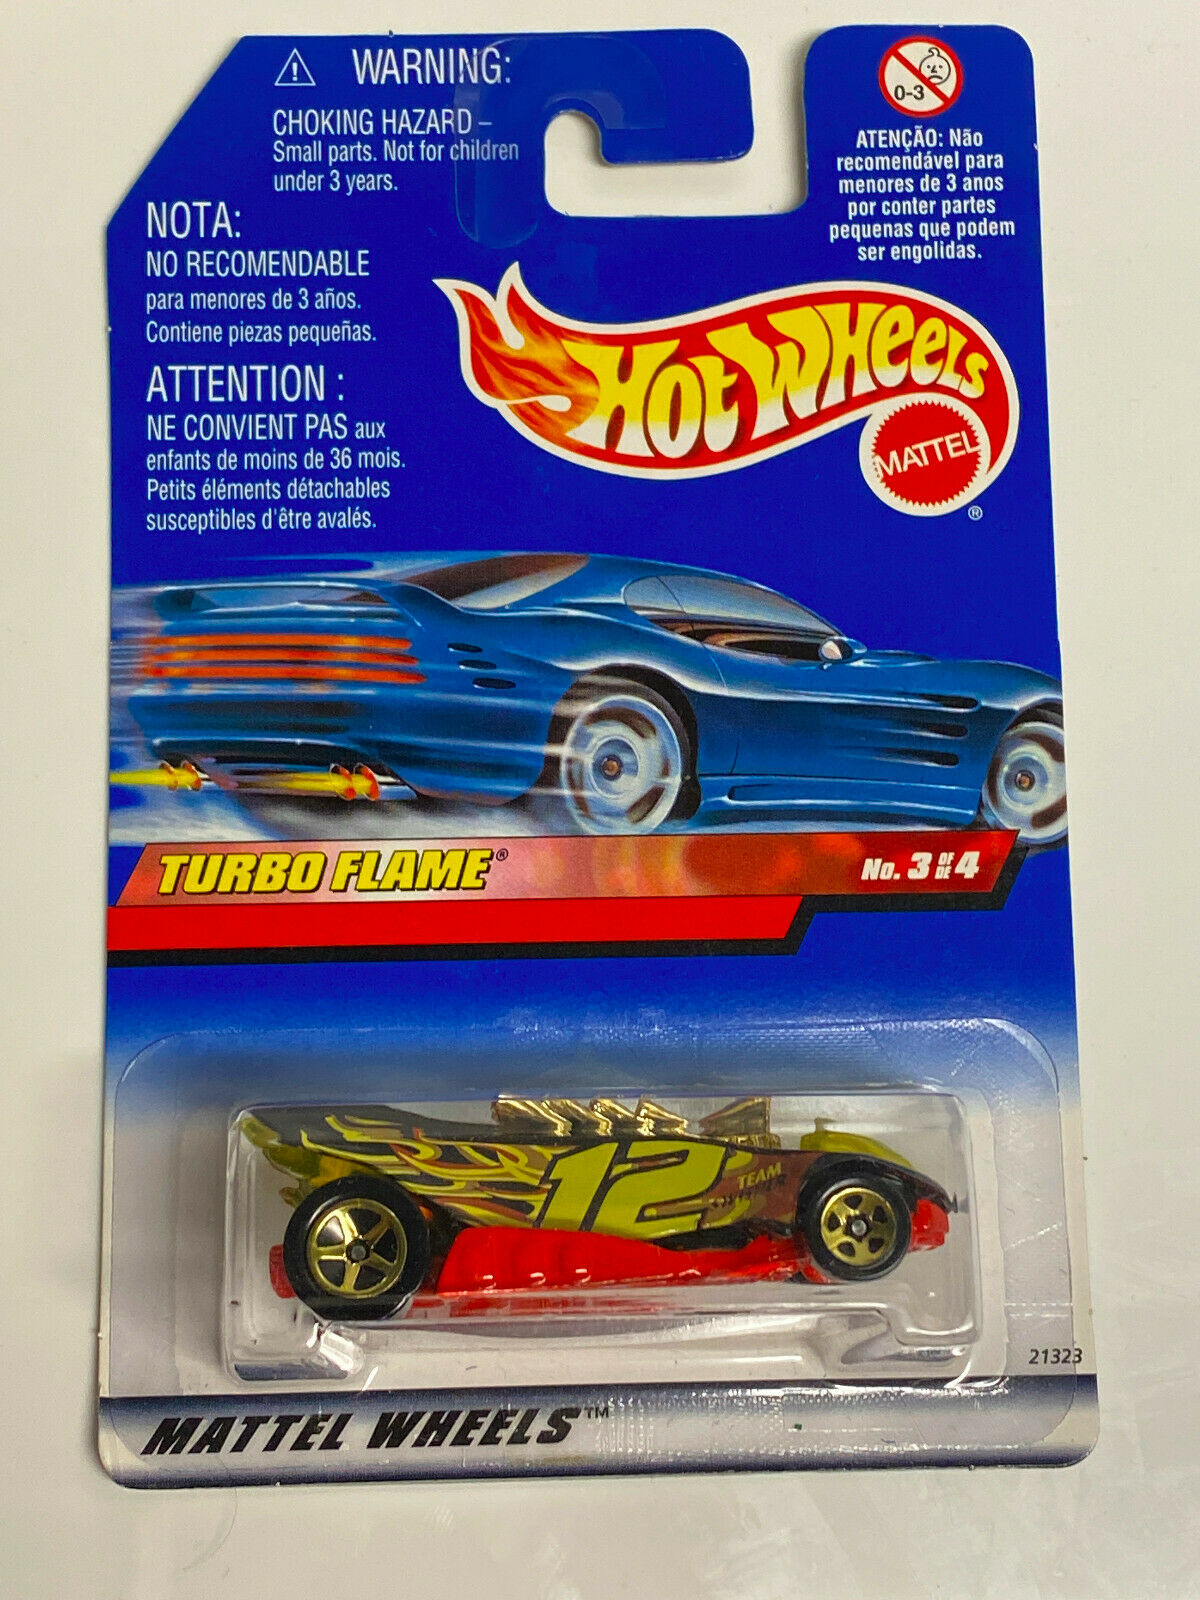 WARNING:
CHOKING HAZARD –
Small parts. Not for children
under 3 years.
NOTA:
NO RECOMENDABLE
para menores de 3 años.
Contiene piezas pequeñas.
ATTENTION :
NE CONVIENT PAS aux
enfants de moins de 36 mois.
Petits éléments détachables
susceptibles d'être avalés.
0-3
ATENÇÃO: Não
recomendável para
menores de 3 anos
por conter partes
pequenas que podem
ser engolidas.
HOT WHEELS
MATTEL
®
TURBO FLAME®
No. 3 OF DE 4
12
TEAM
21323
MATTEL WHEELS™